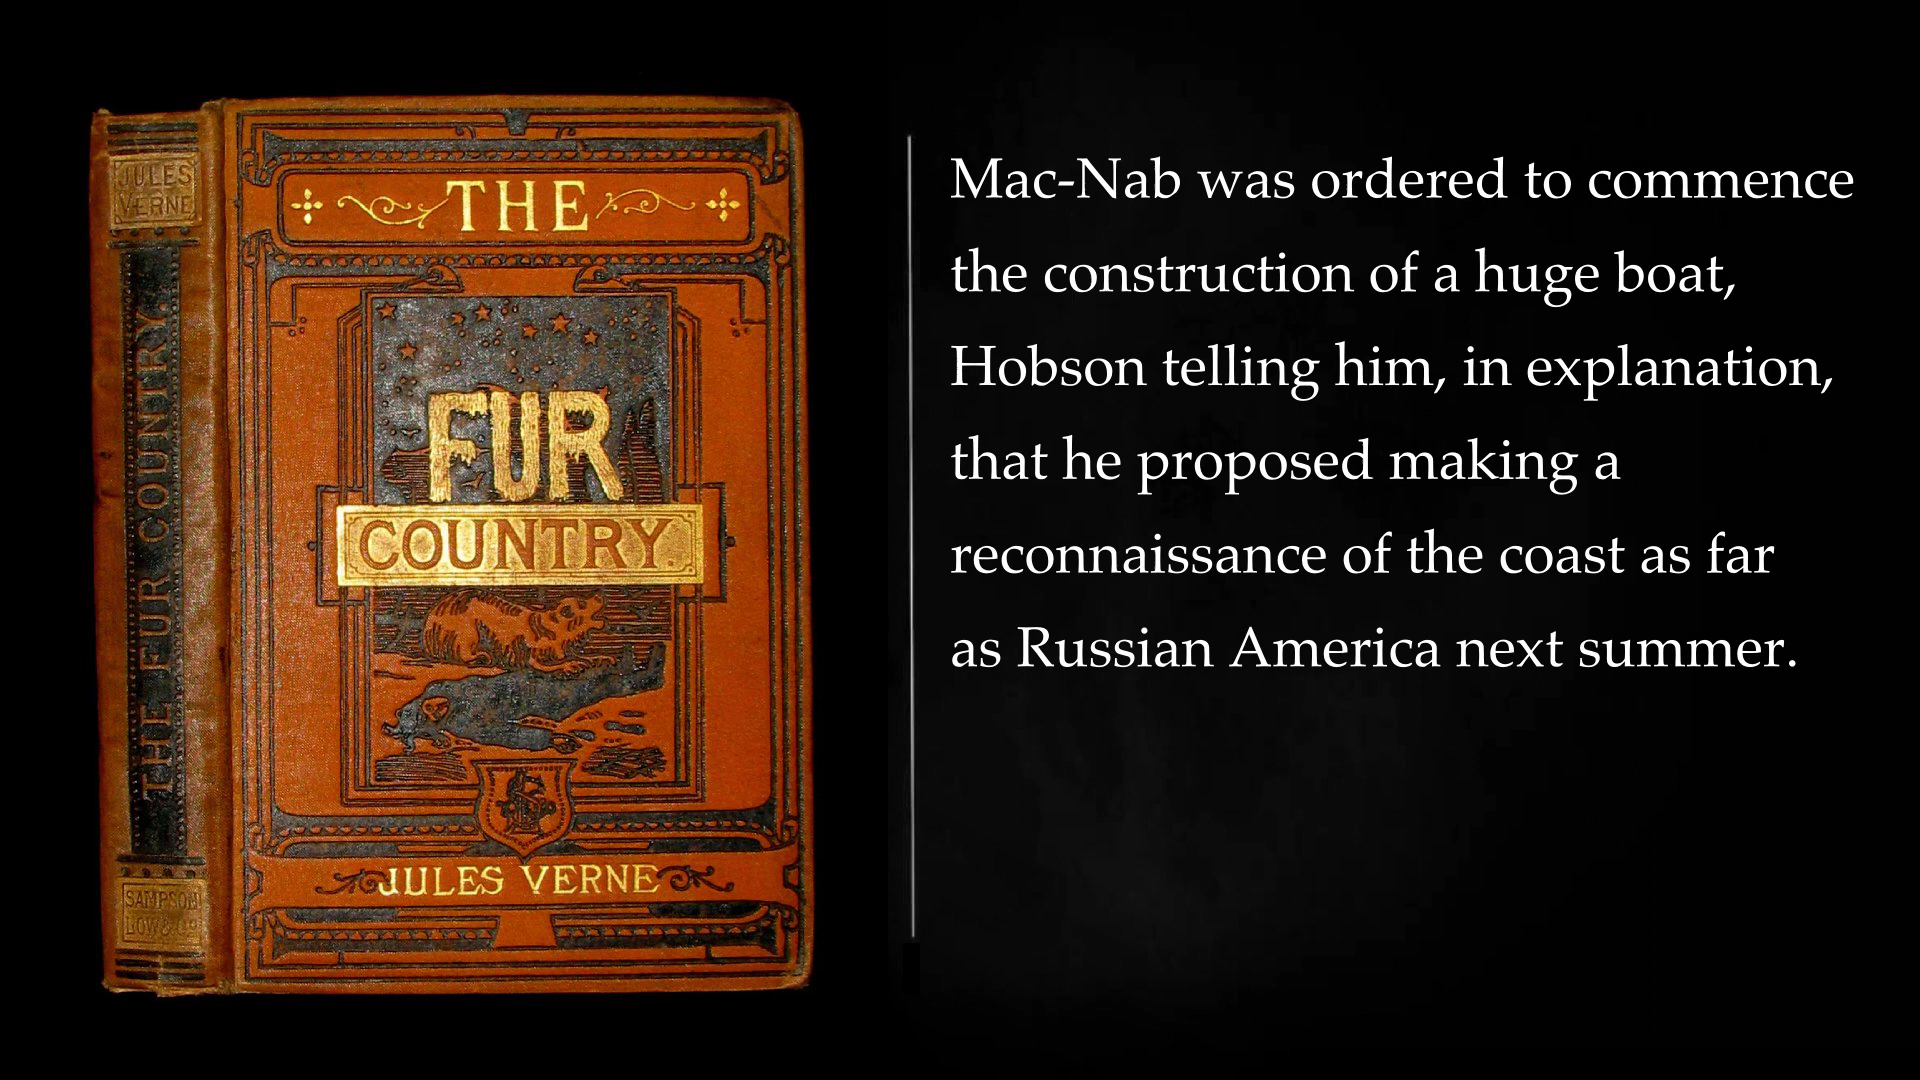 JULES
VERNE
THE FUR COUNTRY.
SAMPSON
LOW & Co
THE
FUR
COUNTRY.
JULES VERNE
Mac-Nab was ordered to commence
the construction of a huge boat,
Hobson telling him, in explanation,
that he proposed making a
reconnaissance of the coast as far
as Russian America next summer.